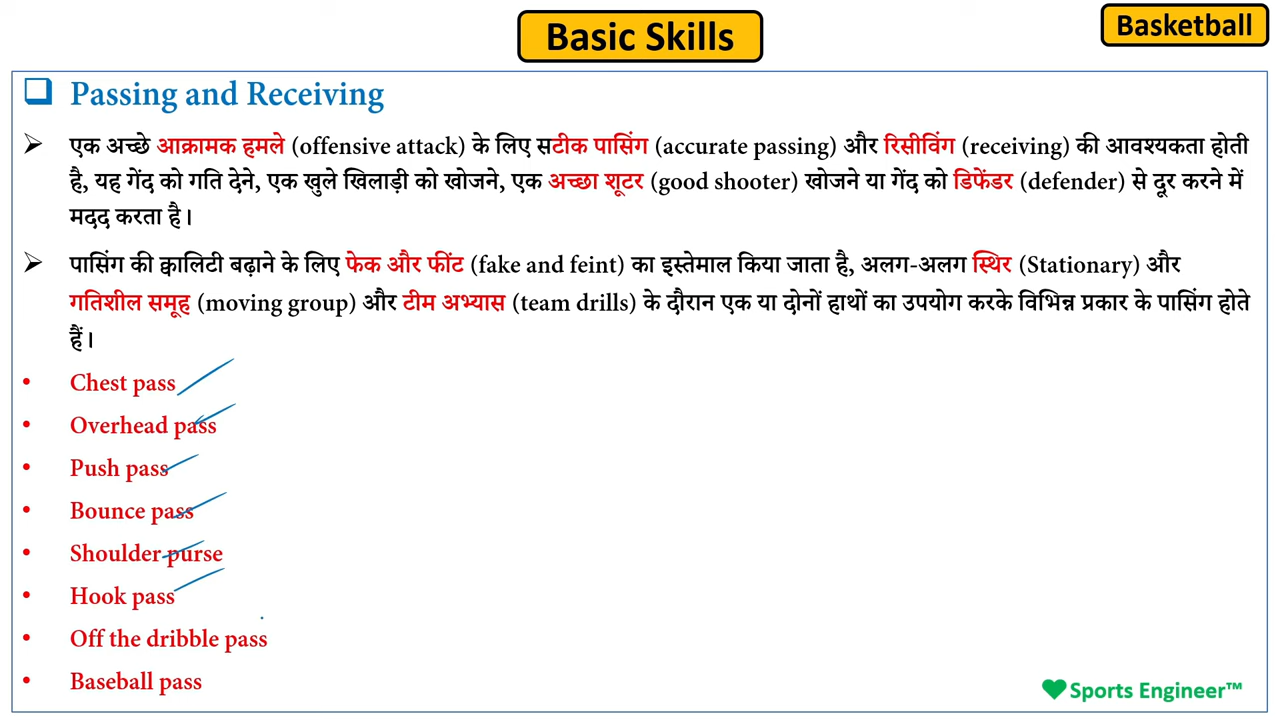 Basic Skills
Basketball
Passing and Receiving
एक अच्छे आक्रामक हमले (offensive attack) के लिए सटीक पासिंग (accurate passing) और रिसीविंग (receiving) की आवश्यकता होती
है, यह गेंद को गति देने, एक खुले खिलाड़ी को खोजने, एक अच्छा शूटर (good shooter) खोजने या गेंद को डिफेंडर (defender) से दूर करने में
मदद करता है।
पासिंग की क्वालिटी बढ़ाने के लिए फेक और फींट (fake and feint) का इस्तेमाल किया जाता है, अलग-अलग स्थिर (Stationary) और
गतिशील समूह (moving group) और टीम अभ्यास (team drills) के दौरान एक या दोनों हाथों का उपयोग करके विभिन्न प्रकार के पासिंग होते
हैं।
Chest pass
Overhead pass
Push pass
Bounce pass
Shoulder purse
Hook pass
Off the dribble pass
Baseball pass
Sports Engineer™